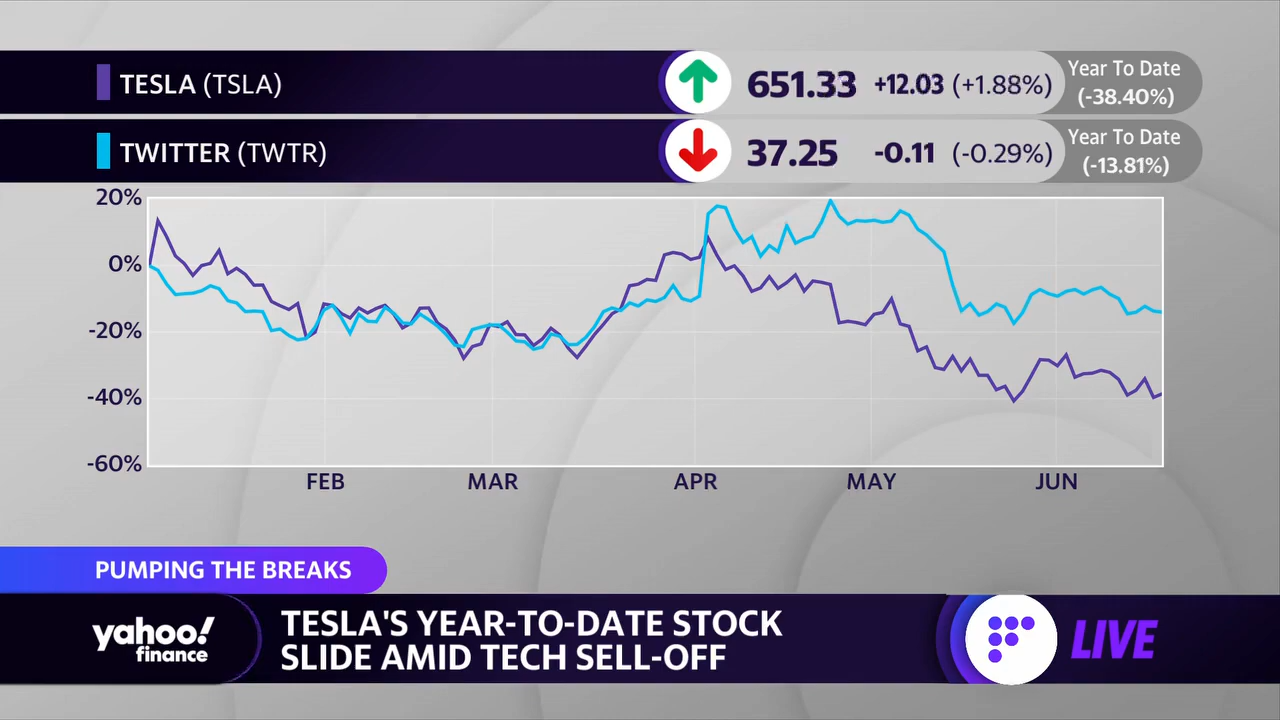 TESLA (TSLA) 651.33 +12.03 (+1.88%) Year To Date
(-38.40%)
TWITTER (TWTR) 37.25 -0.11 (-0.29%) Year To Date
(-13.81%)
20%
0%
-20%
-40%
-60%
FEB MAR APR MAY JUN
PUMPING THE BREAKS
yahoo!
finance
TESLA'S YEAR-TO-DATE STOCK
SLIDE AMID TECH SELL-OFF
LIVE